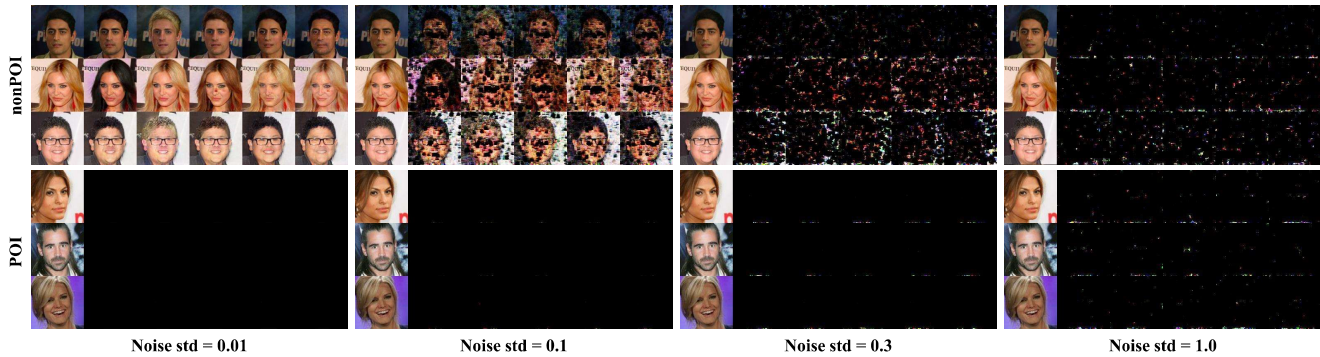 nonPOI
POI
Noise std = 0.01
Noise std = 0.1
Noise std = 0.3
Noise std = 1.0